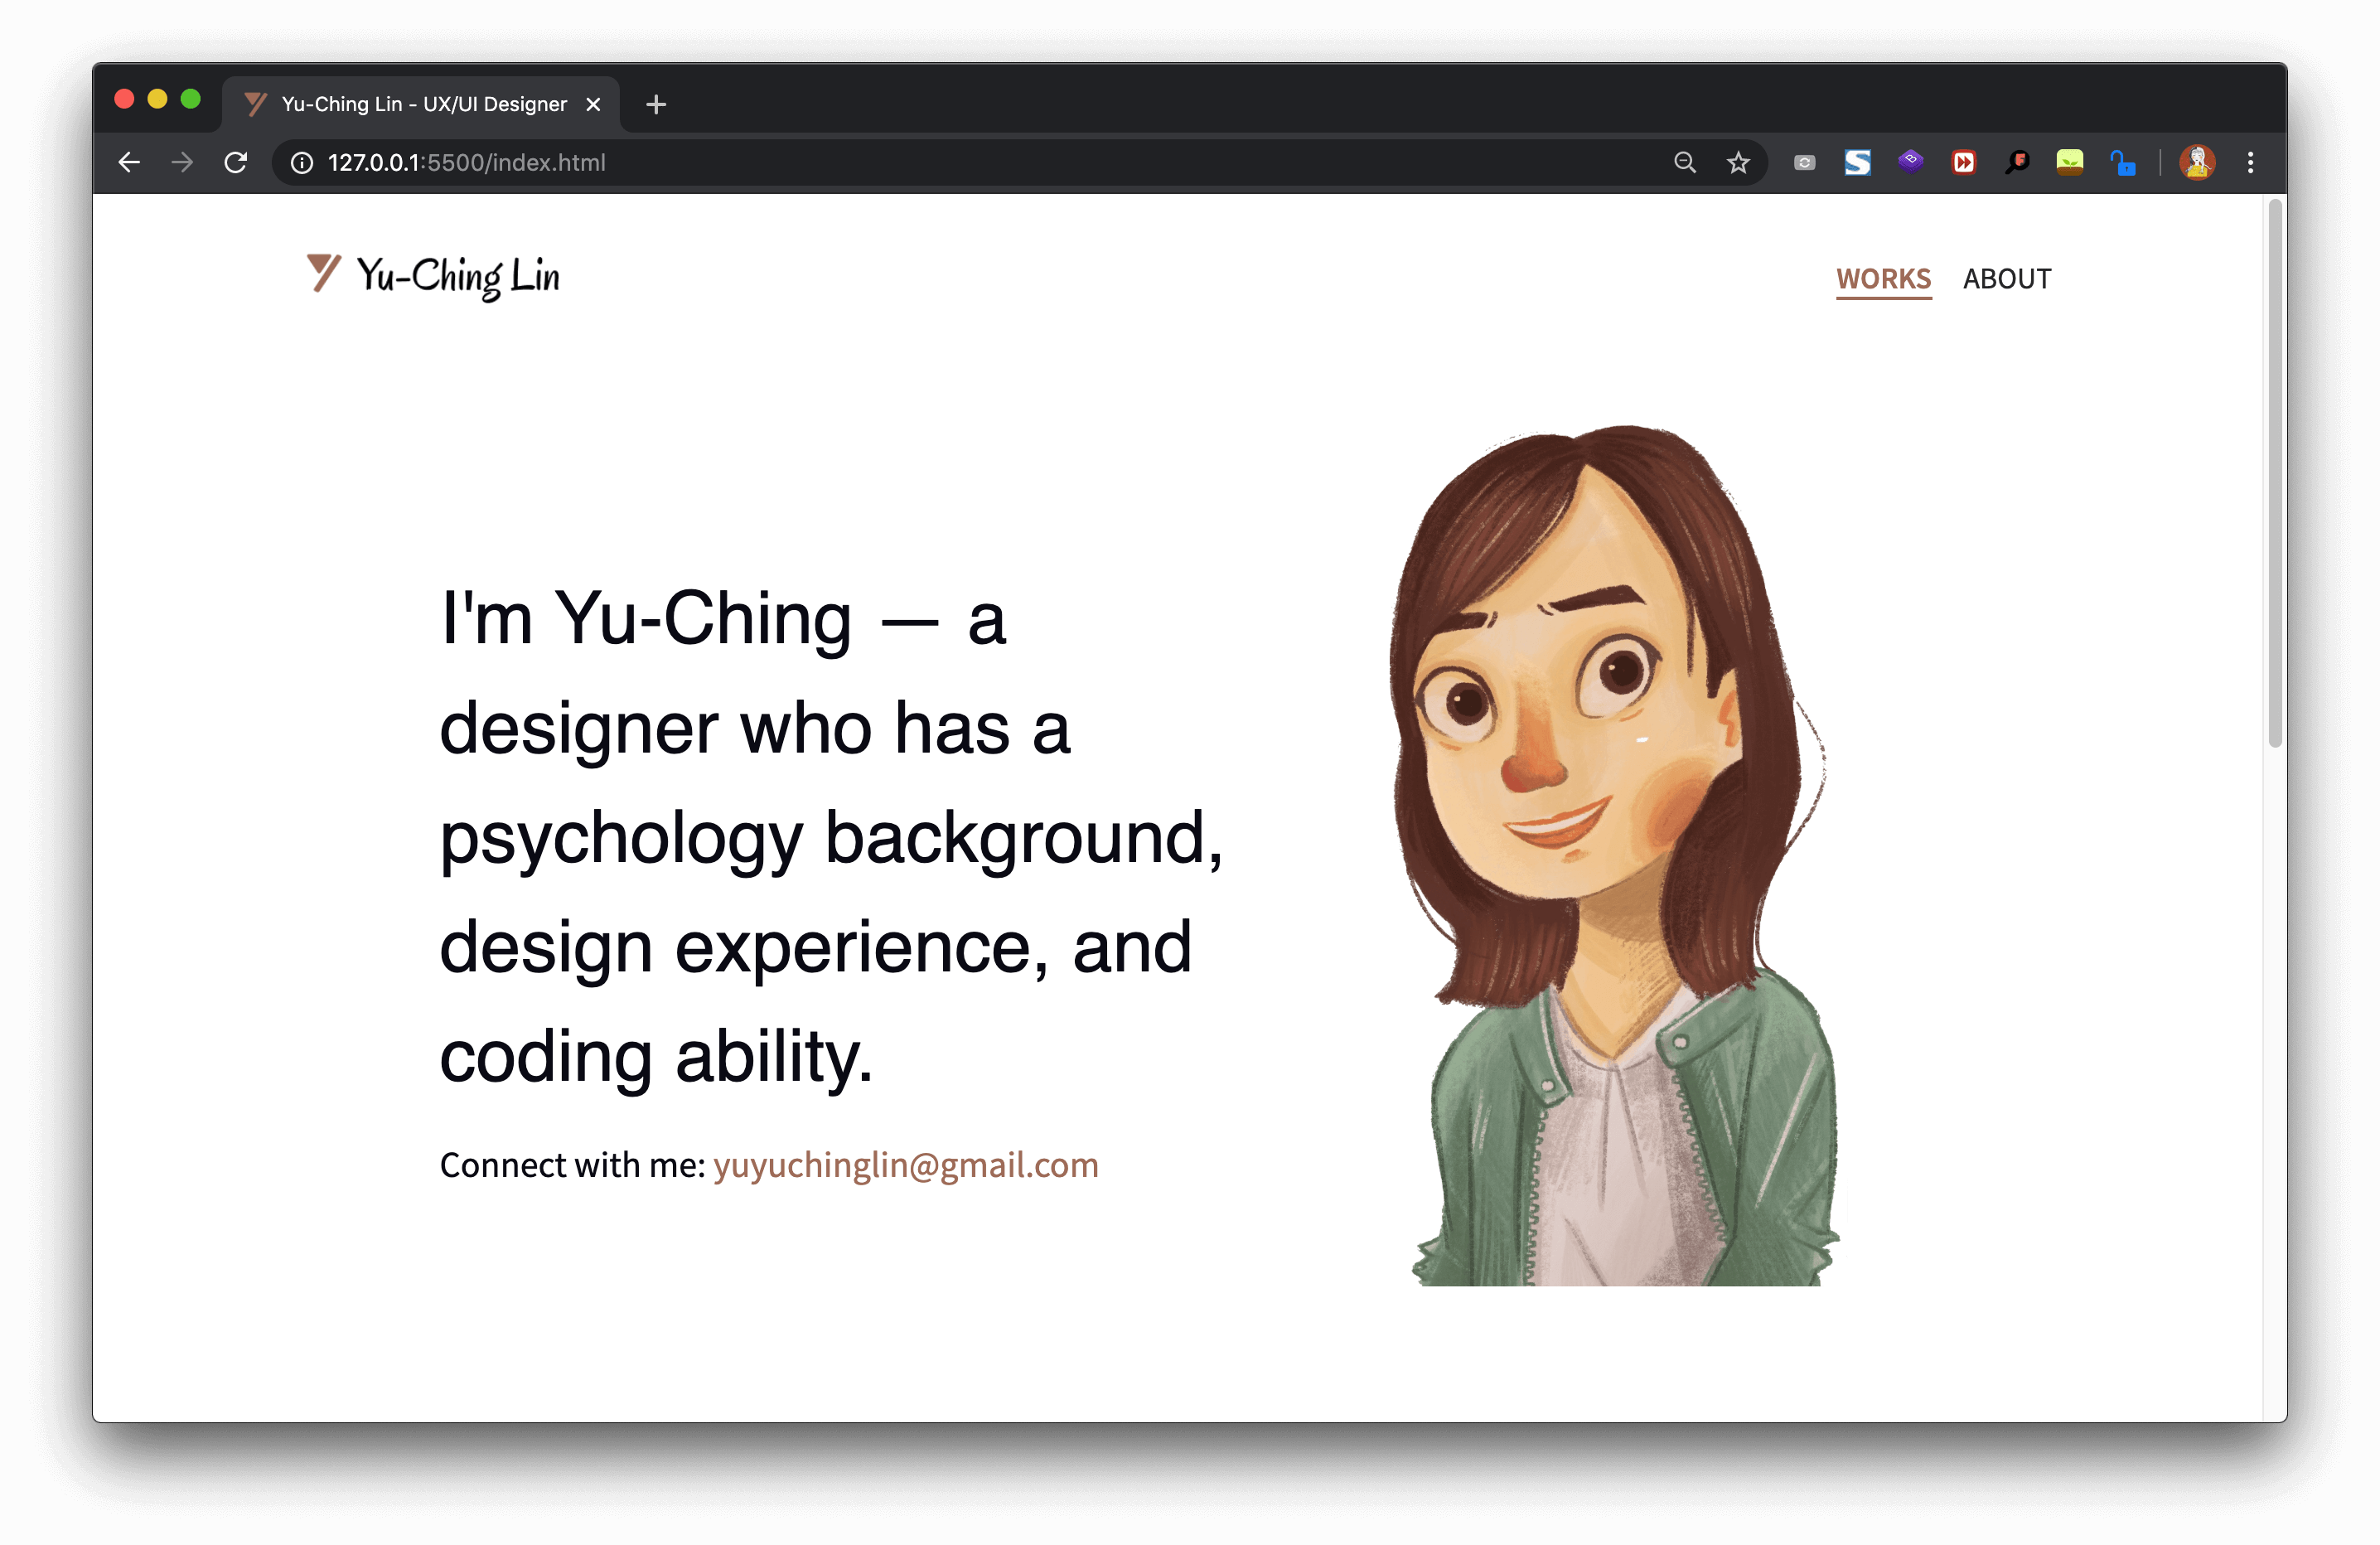 Yu-Ching Lin - UX/UI Designer
127.0.0.1:5500/index.html
Yu-Ching Lin
WORKS ABOUT
I'm Yu-Ching — a
designer who has a
psychology background,
design experience, and
coding ability.
Connect with me: yuyuchinglin@gmail.com